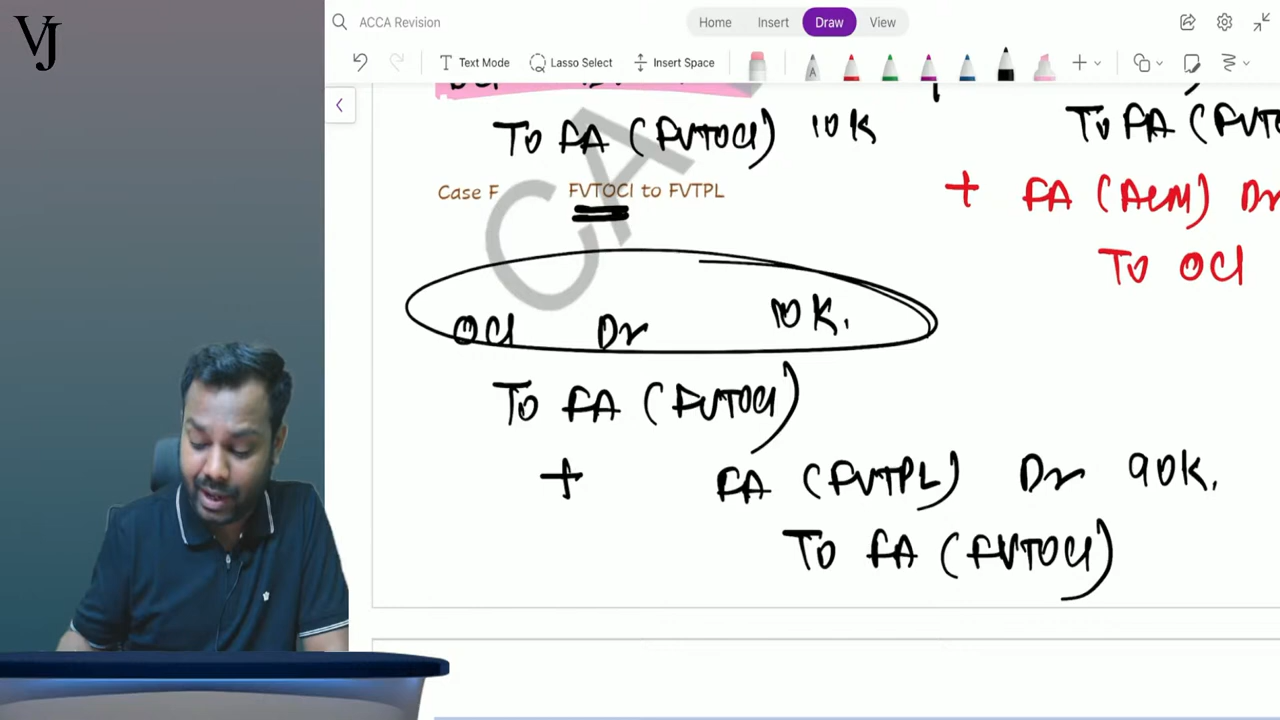 VJ
ACCA Revision
Home Insert Draw View
Text Mode Lasso Select Insert Space
To FA (FVTOCI) 10K
To FA (FVTO
Case F FVTOCI to FVTPL
+ FA (ACM) Dr
To OCI
OCI Dr 10K.
To FA (FVTOCI)
+ FA (FVTPL) Dr 90K.
To FA (FVTOCI)
CA